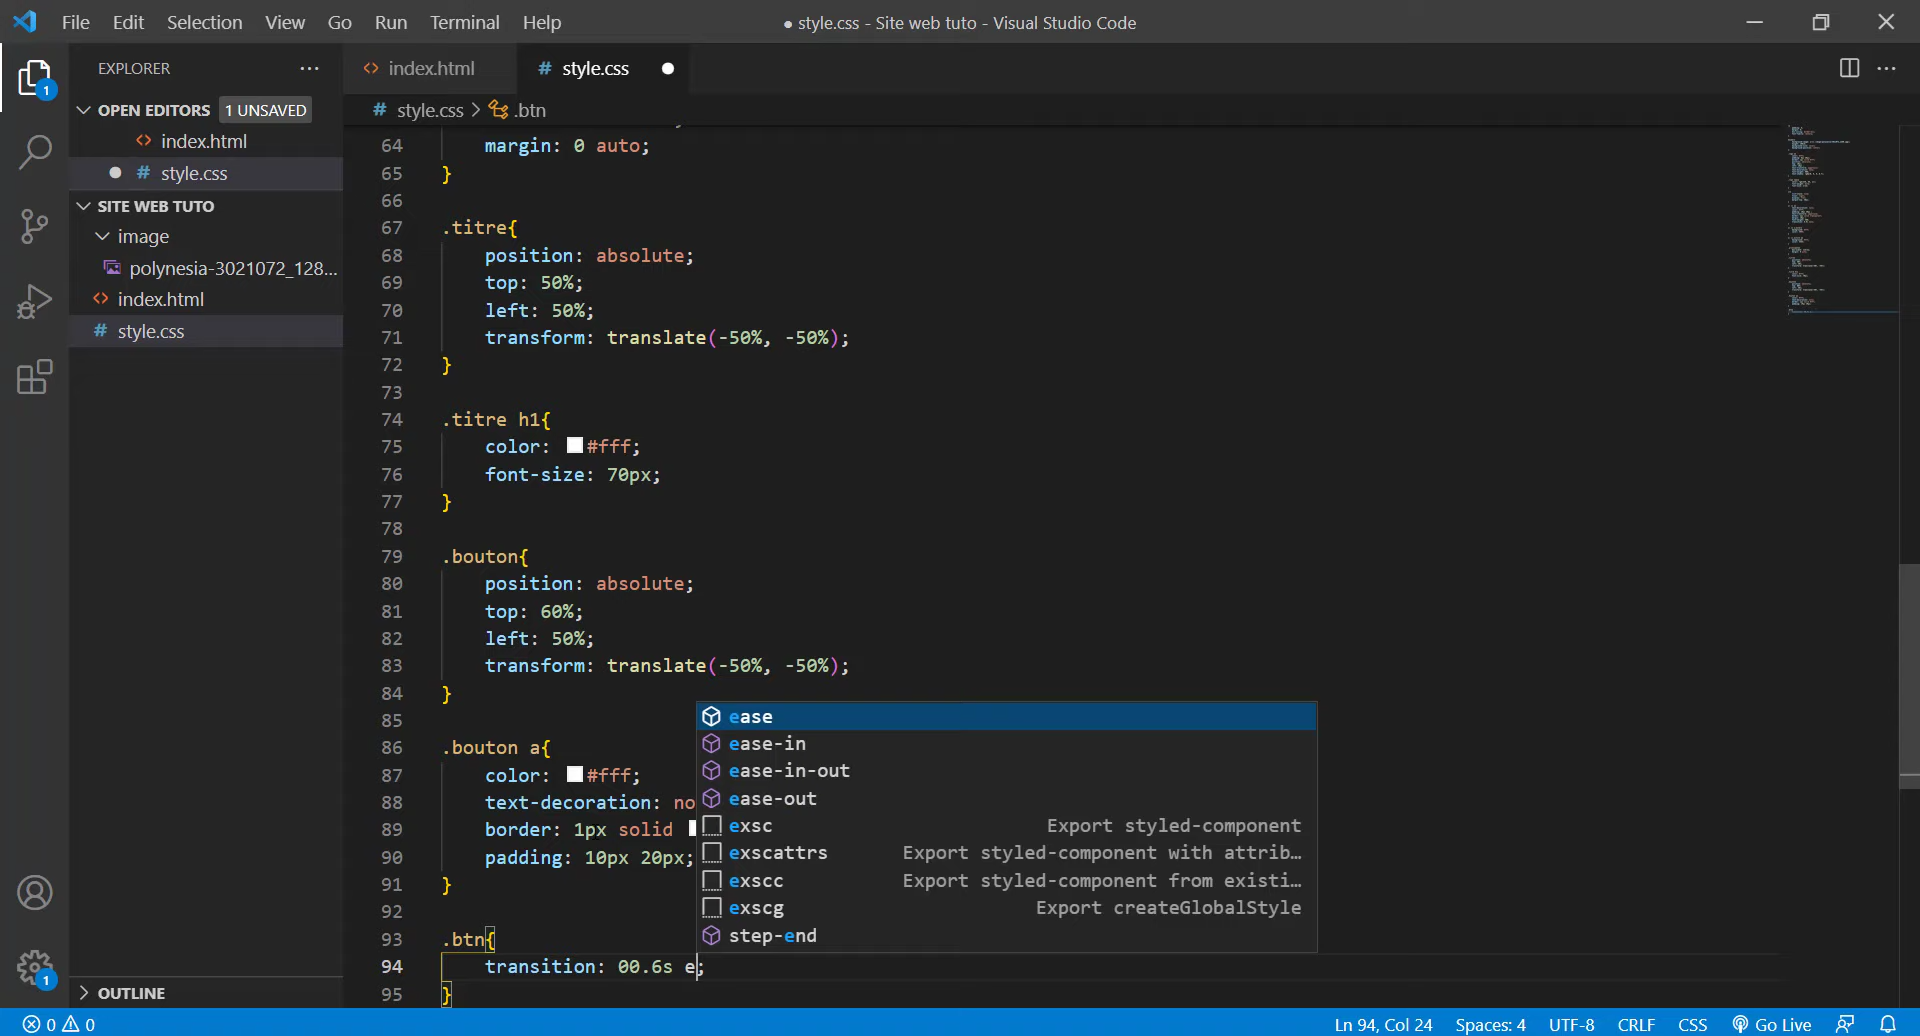 File Edit Selection View Go Run Terminal Help
● style.css - Site web tuto - Visual Studio Code
EXPLORER
OPEN EDITORS 1 UNSAVED
<> index.html
● # style.css
SITE WEB TUTO
image
polynesia-3021072_128...
<> index.html
# style.css
OUTLINE
1
1
<> index.html
# style.css ●
# style.css > .btn
64 margin: 0 auto;
65 }
66
67 .titre{
68 position: absolute;
69 top: 50%;
70 left: 50%;
71 transform: translate(-50%, -50%);
72 }
73
74 .titre h1{
75 color: #fff;
76 font-size: 70px;
77 }
78
79 .bouton{
80 position: absolute;
81 top: 60%;
82 left: 50%;
83 transform: translate(-50%, -50%);
84 }
85
86 .bouton a{
87 color: #fff;
88 text-decoration: no
89 border: 1px solid
90 padding: 10px 20px;
91 }
92
93 .btn{
94 transition: 00.6s e;
95 }
ease
ease-in
ease-in-out
ease-out
exsc Export styled-component
exscattrs Export styled-component with attrib…
exscc Export styled-component from existi…
exscg Export createGlobalStyle
step-end
0 0
Ln 94, Col 24 Spaces: 4 UTF-8 CRLF CSS Go Live